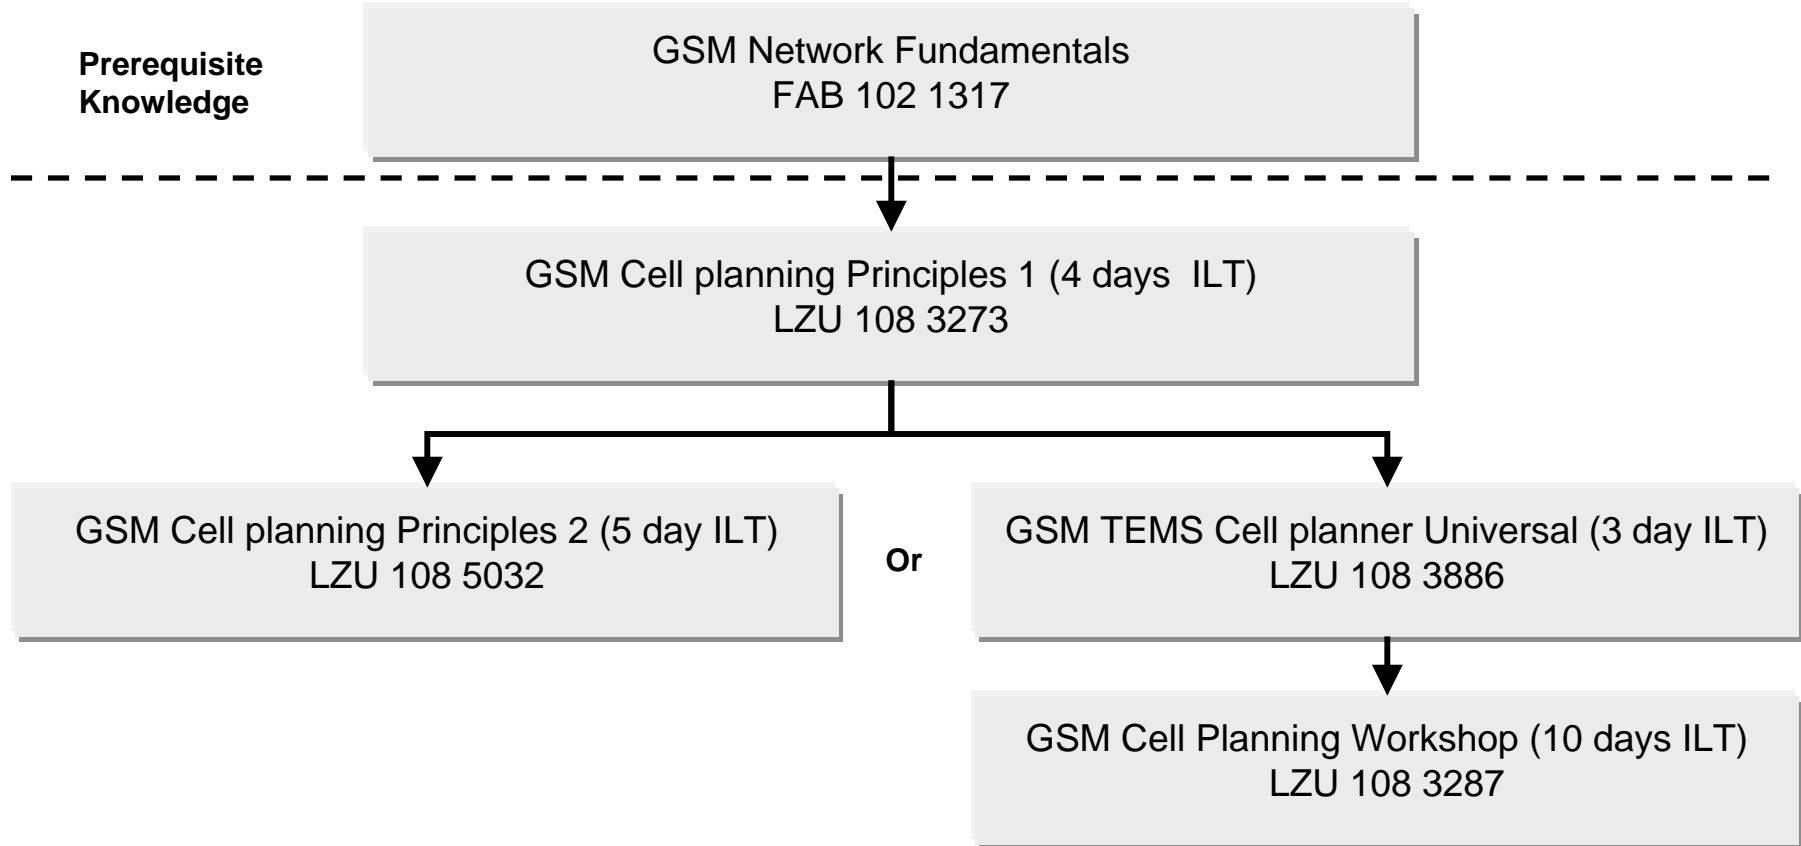 Prerequisite
Knowledge
GSM Network Fundamentals
FAB 102 1317
GSM Cell planning Principles 1 (4 days  ILT)
LZU 108 3273
GSM Cell planning Principles 2 (5 day ILT)
LZU 108 5032
Or
GSM TEMS Cell planner Universal (3 day ILT)
LZU 108 3886
GSM Cell Planning Workshop (10 days ILT)
LZU 108 3287